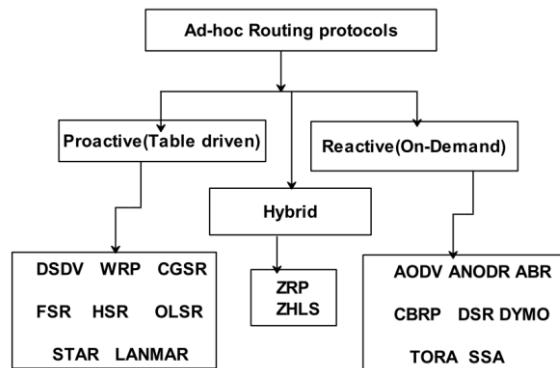 Ad-hoc Routing protocols
Proactive(Table driven)
Reactive(On-Demand)
Hybrid
DSDV WRP CGSR
FSR HSR OLSR
STAR LANMAR
ZRP
ZHLS
AODV ANODR ABR
CBRP DSR DYMO
TORA SSA